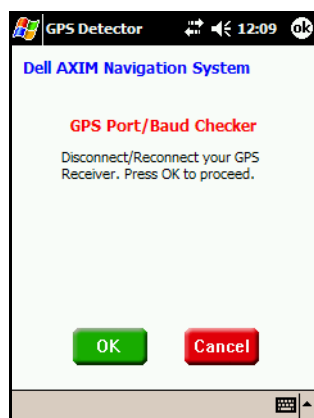 GPS Detector 12:09 ok
Dell AXIM Navigation System
GPS Port/Baud Checker
Disconnect/Reconnect your GPS
Receiver. Press OK to proceed.
OK Cancel